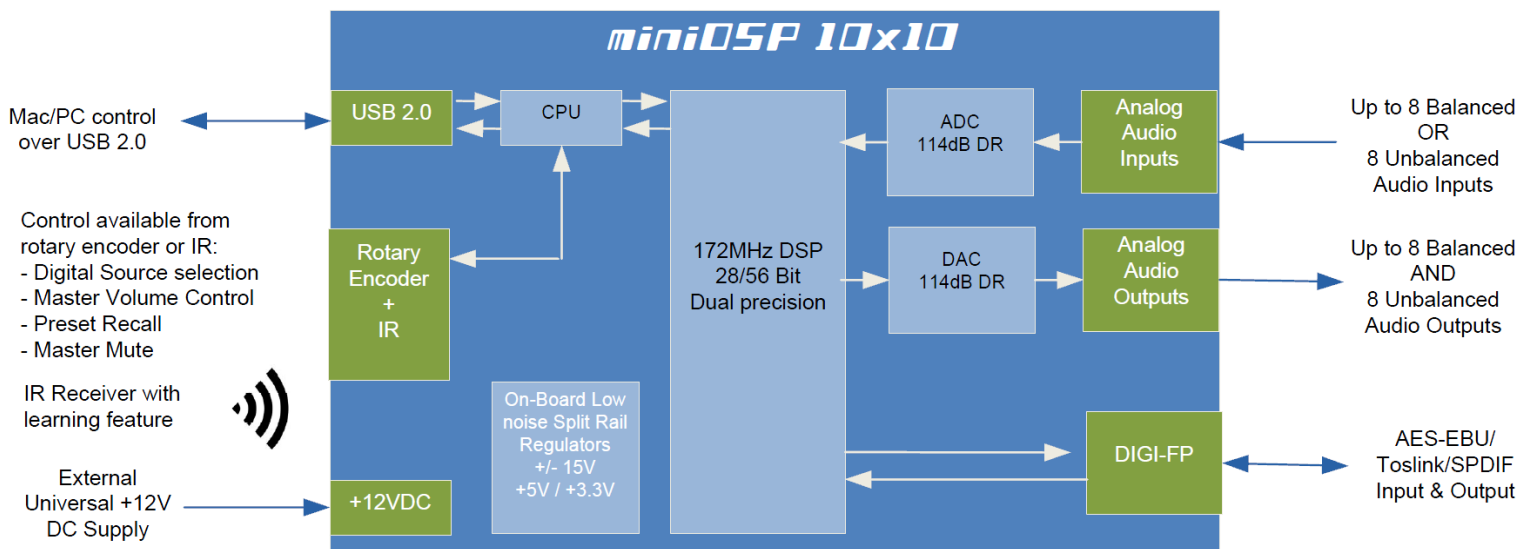 miniDSP 10x10
Mac/PC control
over USB 2.0
USB 2.0
CPU
172MHz DSP
28/56 Bit
Dual precision
ADC
114dB DR
Analog
Audio
Inputs
Up to 8 Balanced
OR
8 Unbalanced
Audio Inputs
Control available from
rotary encoder or IR:
- Digital Source selection
- Master Volume Control
- Preset Recall
- Master Mute
Rotary
Encoder
+
IR
DAC
114dB DR
Analog
Audio
Outputs
Up to 8 Balanced
AND
8 Unbalanced
Audio Outputs
IR Receiver with
learning feature
On-Board Low
noise Split Rail
Regulators
+/- 15V
+5V / +3.3V
DIGI-FP
AES-EBU/
Toslink/SPDIF
Input & Output
External
Universal +12V
DC Supply
+12VDC